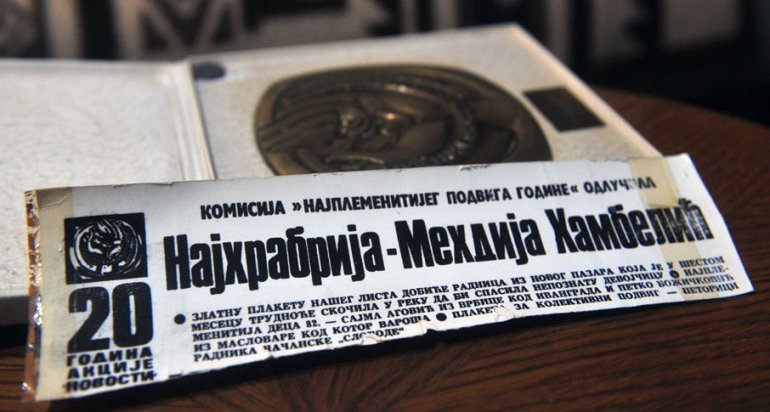 КОМИСИЈА »НАЈПЛЕМЕНИТИЈЕГ ПОДВИГА ГОДИНЕ« ОДЛУЧИЛА
Најхрабрија - Мехдија Хамбелић
20
ГОДИНА
АКЦИЈЕ
НОВОСТИ
● ЗЛАТНУ ПЛАКЕТУ НАШЕГ ЛИСТА ДОБИЋЕ РАДНИЦА ИЗ НОВОГ ПАЗАРА КОЈА ЈЕ У ШЕСТОМ
МЕСЕЦУ ТРУДНОЋЕ СКОЧИЛА У РЕКУ ДА БИ СПАСИЛА НЕПОЗНАТУ ДЕВОЈЧИЦУ ● НАЈПЛЕ-
МЕНИТИЈА ДЕЦА 82. — САЈМА АГОВИЋ ИЗ ВРБИЦЕ КОД ИВАНГРАДА И ПЕТКО БОЖИЧКОВИЋ
ИЗ МАСЛОВАРЕ КОД КОТОР ВАРОША ● ПЛАКЕТА ЗА КОЛЕКТИВНИ ПОДВИГ — ПЕТОРИЦИ
РАДНИКА ЧАЧАНСКЕ „СЛОБОДЕ"